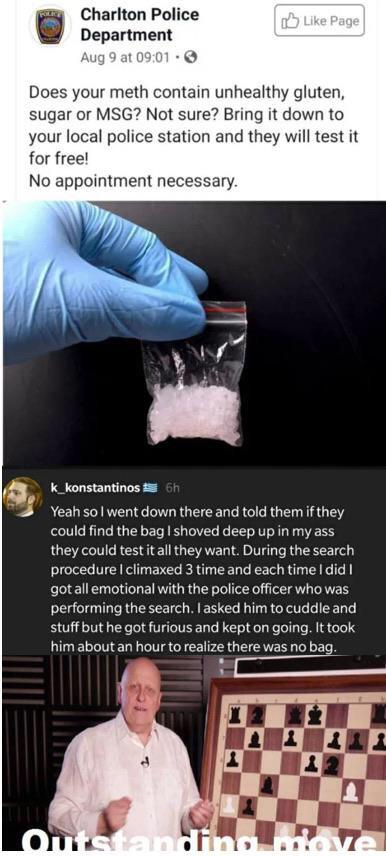 Charlton Police
Department
Like Page
Aug 9 at 09:01 ·
Does your meth contain unhealthy gluten,
sugar or MSG? Not sure? Bring it down to
your local police station and they will test it
for free!
No appointment necessary.
k_konstantinos 6h
Yeah so I went down there and told them if they
could find the bag I shoved deep up in my ass
they could test it all they want. During the search
procedure I climaxed 3 time and each time I did I
got all emotional with the police officer who was
performing the search. I asked him to cuddle and
stuff but he got furious and kept on going. It took
him about an hour to realize there was no bag.
Outstanding move